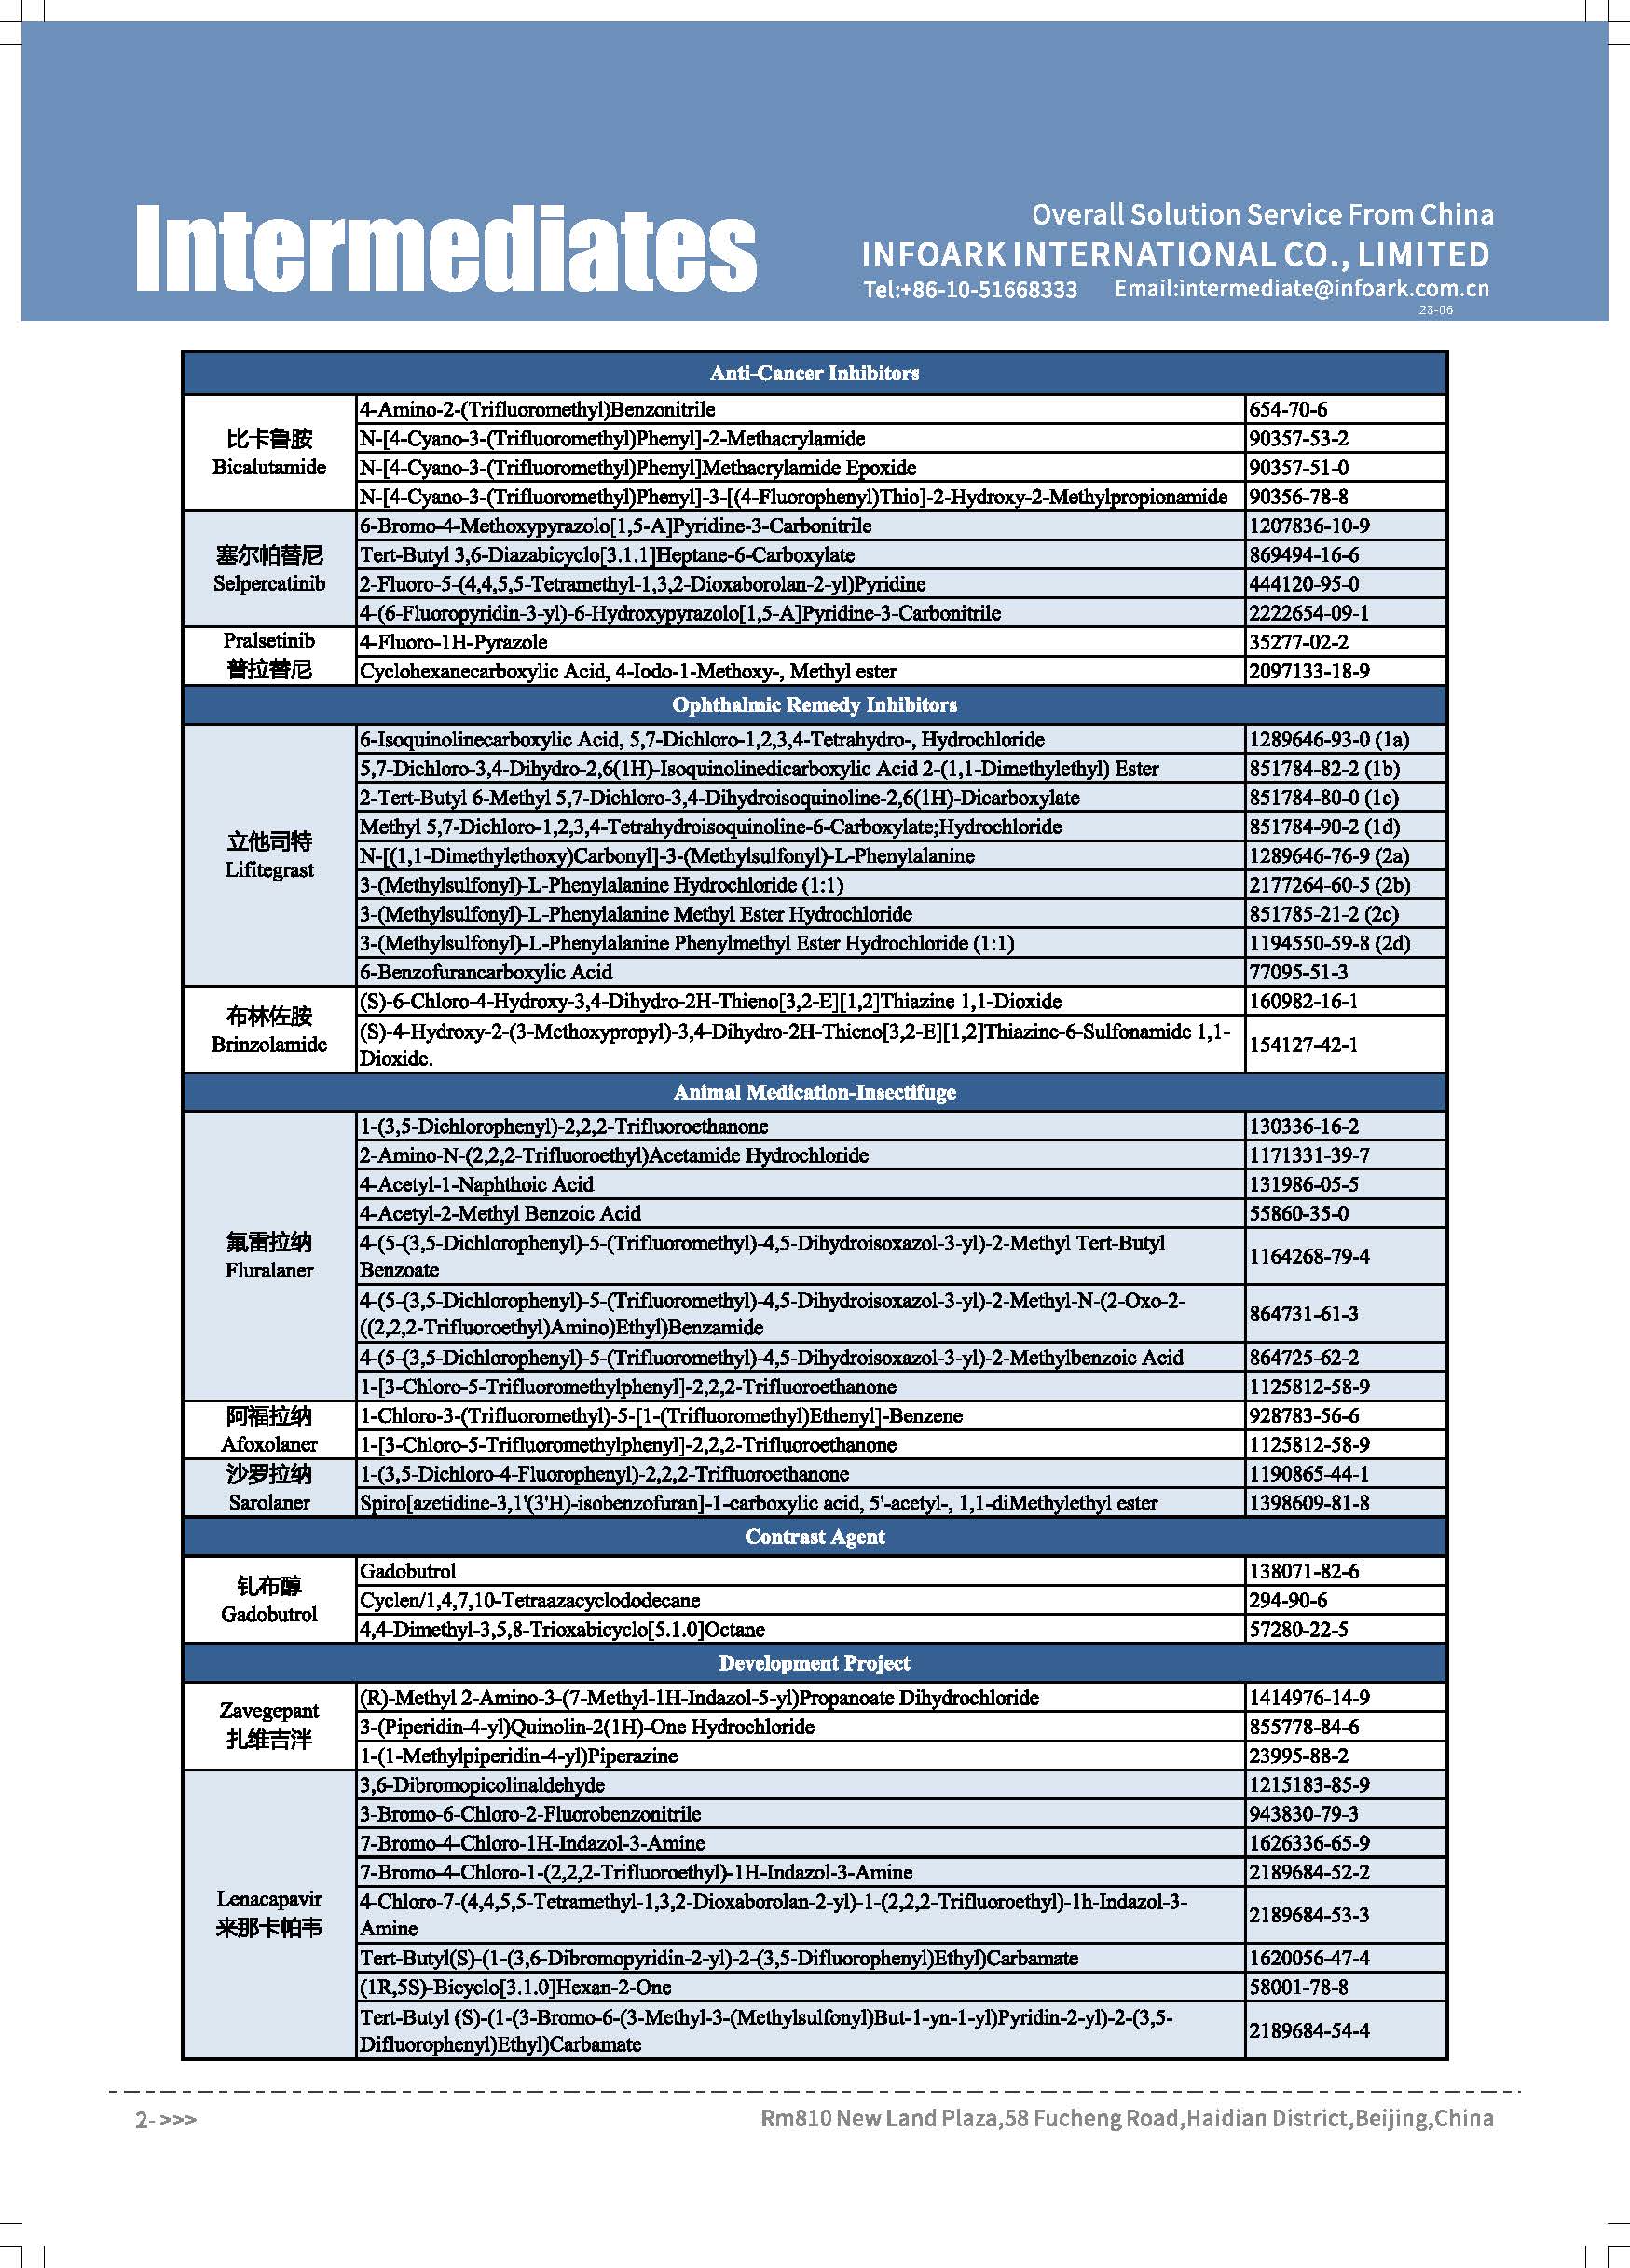 Intermediates
Overall Solution Service From China
INFOARK INTERNATIONAL CO., LIMITED
Tel:+86-10-51668333 Email:intermediate@infoark.com.cn
23-06
Anti-Cancer Inhibitors
比卡鲁胺
Bicalutamide
4-Amino-2-(Trifluoromethyl)Benzonitrile 654-70-6
N-[4-Cyano-3-(Trifluoromethyl)Phenyl]-2-Methacrylamide 90357-53-2
N-[4-Cyano-3-(Trifluoromethyl)Phenyl]Methacrylamide Epoxide 90357-51-0
N-[4-Cyano-3-(Trifluoromethyl)Phenyl]-3-[(4-Fluorophenyl)Thio]-2-Hydroxy-2-Methylpropionamide 90356-78-8
塞尔帕替尼
Selpercatinib
6-Bromo-4-Methoxypyrazolo[1,5-A]Pyridine-3-Carbonitrile 1207836-10-9
Tert-Butyl 3,6-Diazabicyclo[3.1.1]Heptane-6-Carboxylate 869494-16-6
2-Fluoro-5-(4,4,5,5-Tetramethyl-1,3,2-Dioxaborolan-2-yl)Pyridine 444120-95-0
4-(6-Fluoropyridin-3-yl)-6-Hydroxypyrazolo[1,5-A]Pyridine-3-Carbonitrile 2222654-09-1
Pralsetinib
普拉替尼
4-Fluoro-1H-Pyrazole 35277-02-2
Cyclohexanecarboxylic Acid, 4-Iodo-1-Methoxy-, Methyl ester 2097133-18-9
Ophthalmic Remedy Inhibitors
立他司特
Lifitegrast
6-Isoquinolinecarboxylic Acid, 5,7-Dichloro-1,2,3,4-Tetrahydro-, Hydrochloride 1289646-93-0 (1a)
5,7-Dichloro-3,4-Dihydro-2,6(1H)-Isoquinolinedicarboxylic Acid 2-(1,1-Dimethylethyl) Ester 851784-82-2 (1b)
2-Tert-Butyl 6-Methyl 5,7-Dichloro-3,4-Dihydroisoquinoline-2,6(1H)-Dicarboxylate 851784-80-0 (1c)
Methyl 5,7-Dichloro-1,2,3,4-Tetrahydroisoquinoline-6-Carboxylate;Hydrochloride 851784-90-2 (1d)
N-[(1,1-Dimethylethoxy)Carbonyl]-3-(Methylsulfonyl)-L-Phenylalanine 1289646-76-9 (2a)
3-(Methylsulfonyl)-L-Phenylalanine Hydrochloride (1:1) 2177264-60-5 (2b)
3-(Methylsulfonyl)-L-Phenylalanine Methyl Ester Hydrochloride 851785-21-2 (2c)
3-(Methylsulfonyl)-L-Phenylalanine Phenylmethyl Ester Hydrochloride (1:1) 1194550-59-8 (2d)
6-Benzofurancarboxylic Acid 77095-51-3
布林佐胺
Brinzolamide
(S)-6-Chloro-4-Hydroxy-3,4-Dihydro-2H-Thieno[3,2-E][1,2]Thiazine 1,1-Dioxide 160982-16-1
(S)-4-Hydroxy-2-(3-Methoxypropyl)-3,4-Dihydro-2H-Thieno[3,2-E][1,2]Thiazine-6-Sulfonamide 1,1-
Dioxide. 154127-42-1
Animal Medication-Insectifuge
氟雷拉纳
Fluralaner
1-(3,5-Dichlorophenyl)-2,2,2-Trifluoroethanone 130336-16-2
2-Amino-N-(2,2,2-Trifluoroethyl)Acetamide Hydrochloride 1171331-39-7
4-Acetyl-1-Naphthoic Acid 131986-05-5
4-Acetyl-2-Methyl Benzoic Acid 55860-35-0
4-(5-(3,5-Dichlorophenyl)-5-(Trifluoromethyl)-4,5-Dihydroisoxazol-3-yl)-2-Methyl Tert-Butyl
Benzoate 1164268-79-4
4-(5-(3,5-Dichlorophenyl)-5-(Trifluoromethyl)-4,5-Dihydroisoxazol-3-yl)-2-Methyl-N-(2-Oxo-2-
((2,2,2-Trifluoroethyl)Amino)Ethyl)Benzamide 864731-61-3
4-(5-(3,5-Dichlorophenyl)-5-(Trifluoromethyl)-4,5-Dihydroisoxazol-3-yl)-2-Methylbenzoic Acid 864725-62-2
1-[3-Chloro-5-Trifluoromethylphenyl]-2,2,2-Trifluoroethanone 1125812-58-9
阿福拉纳
Afoxolaner
1-Chloro-3-(Trifluoromethyl)-5-[1-(Trifluoromethyl)Ethenyl]-Benzene 928783-56-6
1-[3-Chloro-5-Trifluoromethylphenyl]-2,2,2-Trifluoroethanone 1125812-58-9
沙罗拉纳
Sarolaner
1-(3,5-Dichloro-4-Fluorophenyl)-2,2,2-Trifluoroethanone 1190865-44-1
Spiro[azetidine-3,1'(3'H)-isobenzofuran]-1-carboxylic acid, 5'-acetyl-, 1,1-diMethylethyl ester 1398609-81-8
Contrast Agent
钆布醇
Gadobutrol
Gadobutrol 138071-82-6
Cyclen/1,4,7,10-Tetraazacyclododecane 294-90-6
4,4-Dimethyl-3,5,8-Trioxabicyclo[5.1.0]Octane 57280-22-5
Development Project
Zavegepant
扎维吉泮
(R)-Methyl 2-Amino-3-(7-Methyl-1H-Indazol-5-yl)Propanoate Dihydrochloride 1414976-14-9
3-(Piperidin-4-yl)Quinolin-2(1H)-One Hydrochloride 855778-84-6
1-(1-Methylpiperidin-4-yl)Piperazine 23995-88-2
Lenacapavir
来那卡帕韦
3,6-Dibromopicolinaldehyde 1215183-85-9
3-Bromo-6-Chloro-2-Fluorobenzonitrile 943830-79-3
7-Bromo-4-Chloro-1H-Indazol-3-Amine 1626336-65-9
7-Bromo-4-Chloro-1-(2,2,2-Trifluoroethyl)-1H-Indazol-3-Amine 2189684-52-2
4-Chloro-7-(4,4,5,5-Tetramethyl-1,3,2-Dioxaborolan-2-yl)-1-(2,2,2-Trifluoroethyl)-1h-Indazol-3-
Amine 2189684-53-3
Tert-Butyl(S)-(1-(3,6-Dibromopyridin-2-yl)-2-(3,5-Difluorophenyl)Ethyl)Carbamate 1620056-47-4
(1R,5S)-Bicyclo[3.1.0]Hexan-2-One 58001-78-8
Tert-Butyl (S)-(1-(3-Bromo-6-(3-Methyl-3-(Methylsulfonyl)But-1-yn-1-yl)Pyridin-2-yl)-2-(3,5-
Difluorophenyl)Ethyl)Carbamate 2189684-54-4
2- >>>
Rm810 New Land Plaza,58 Fucheng Road,Haidian District,Beijing,China